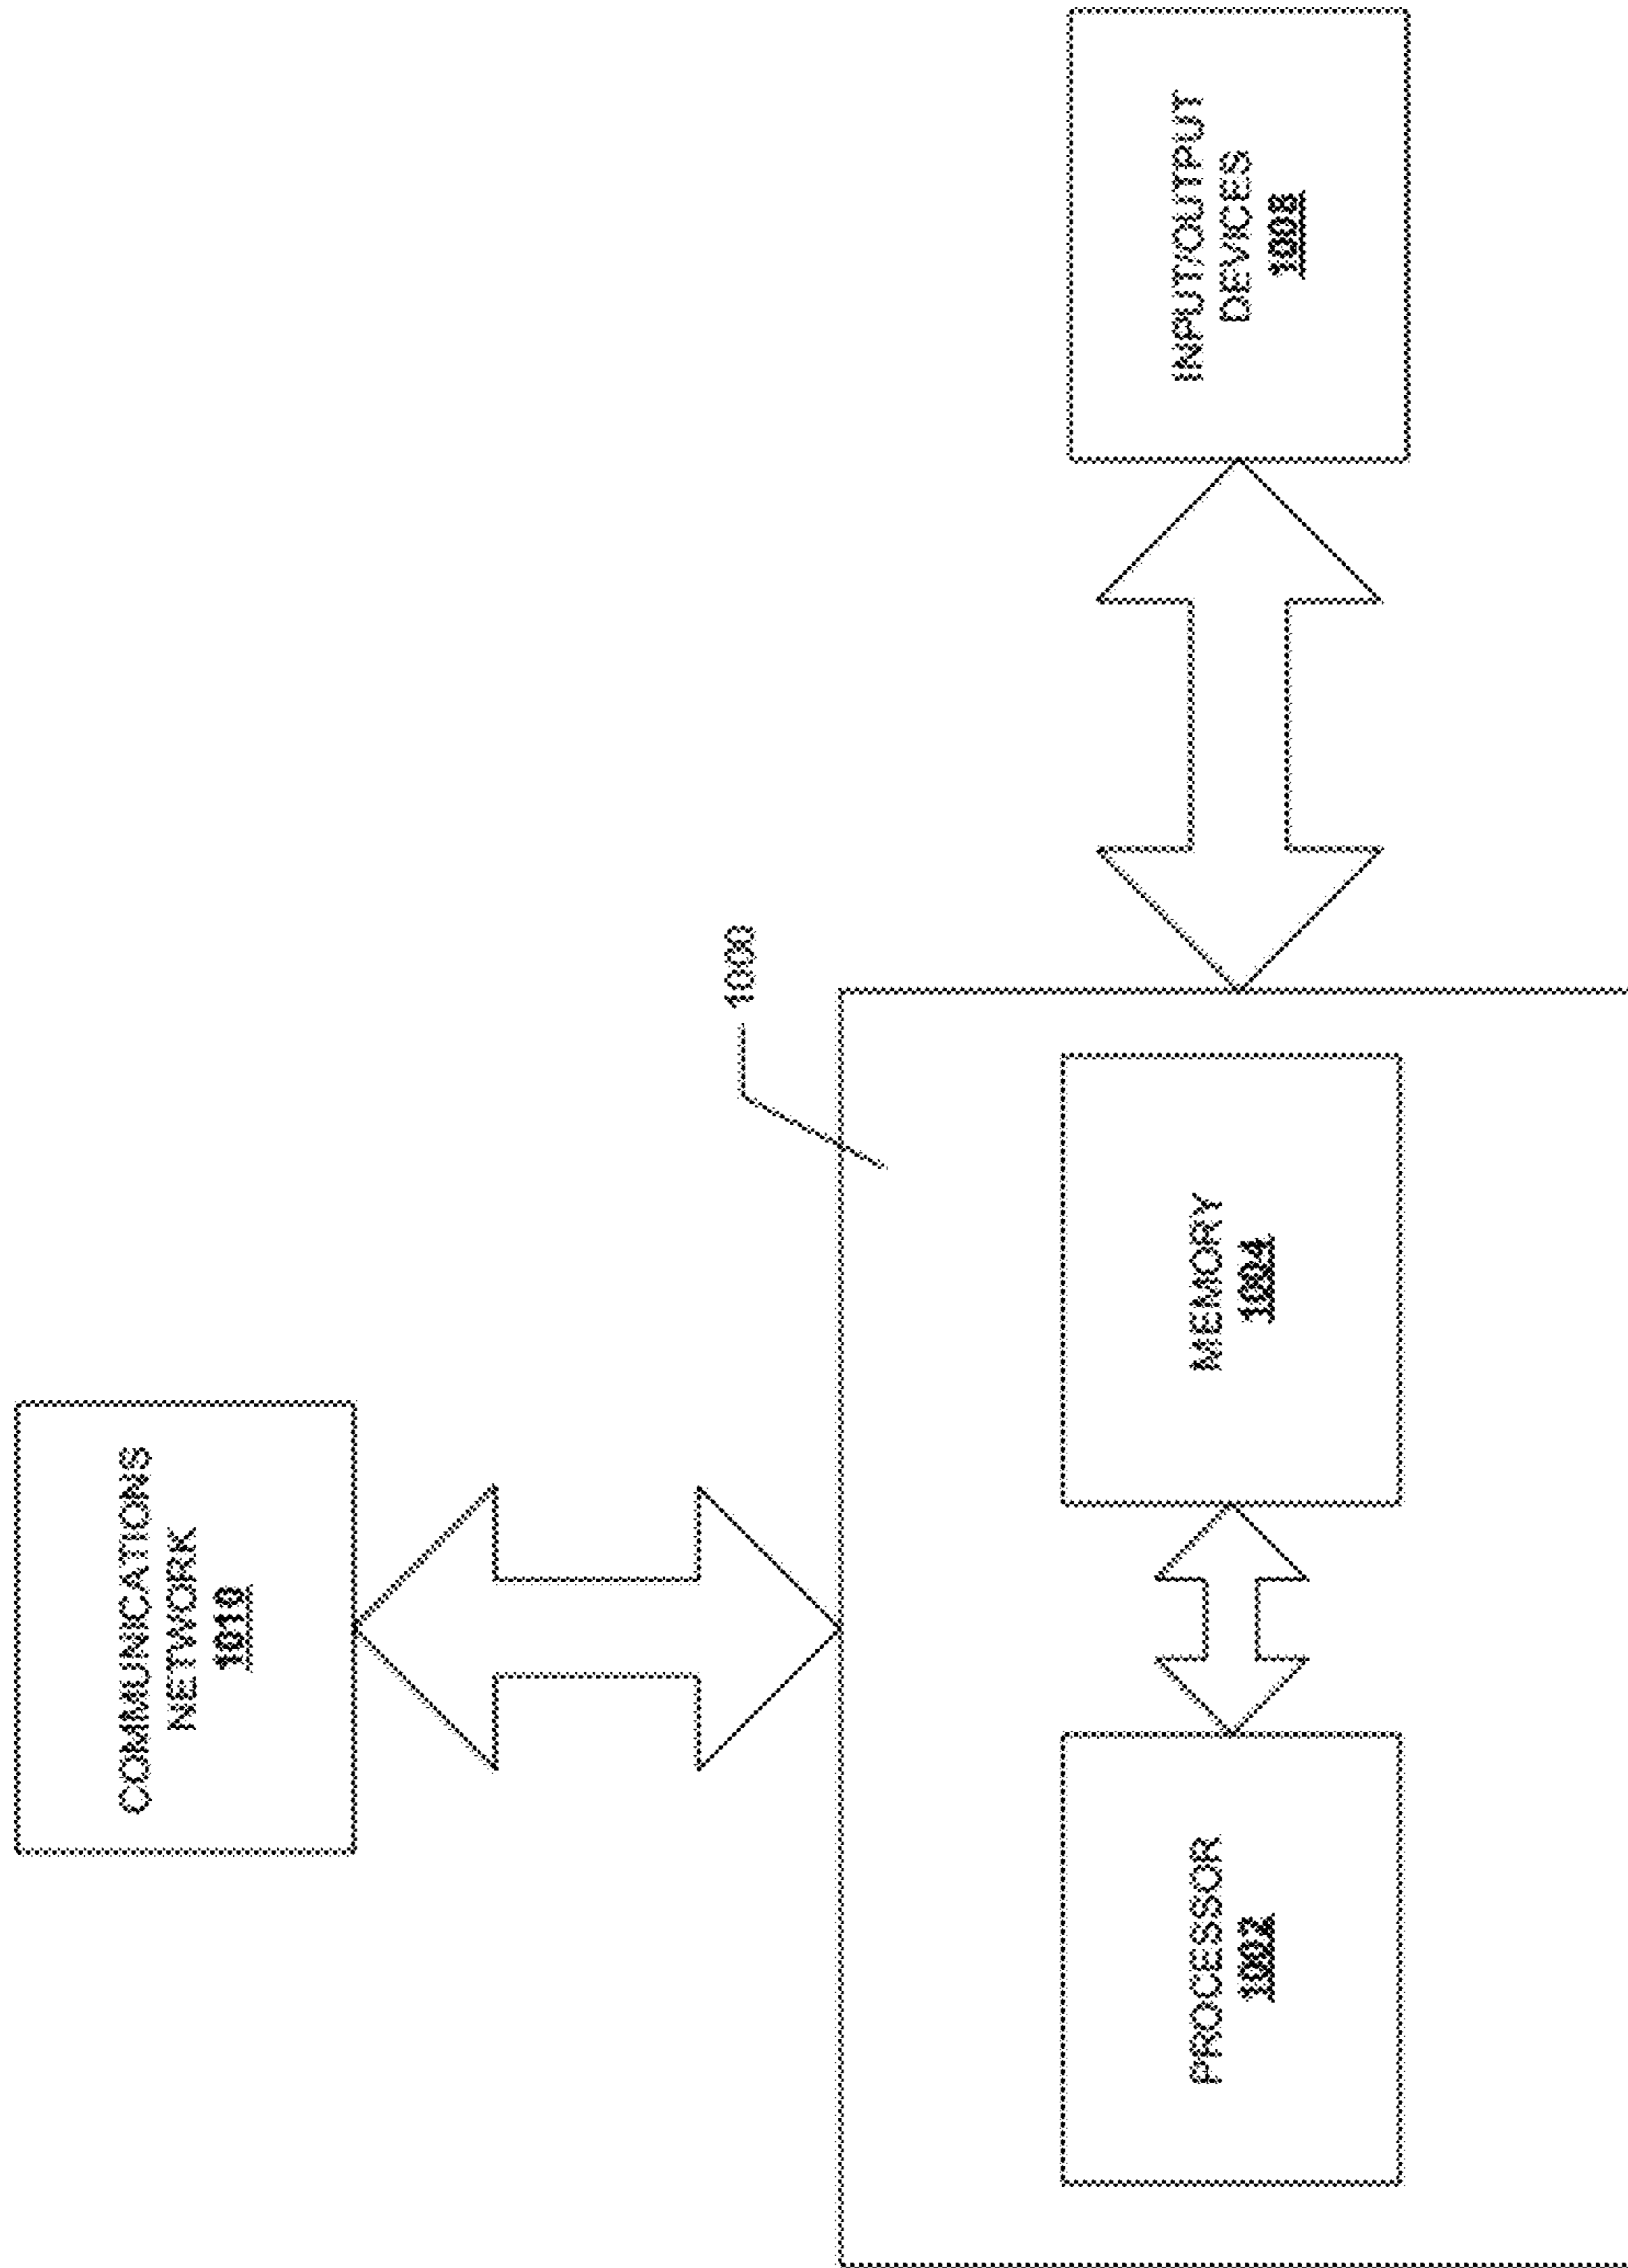 COMMUNICATIONS
NETWORK
1010
1000
PROCESSOR
1002
MEMORY
1004
INPUT/OUTPUT
DEVICES
1008